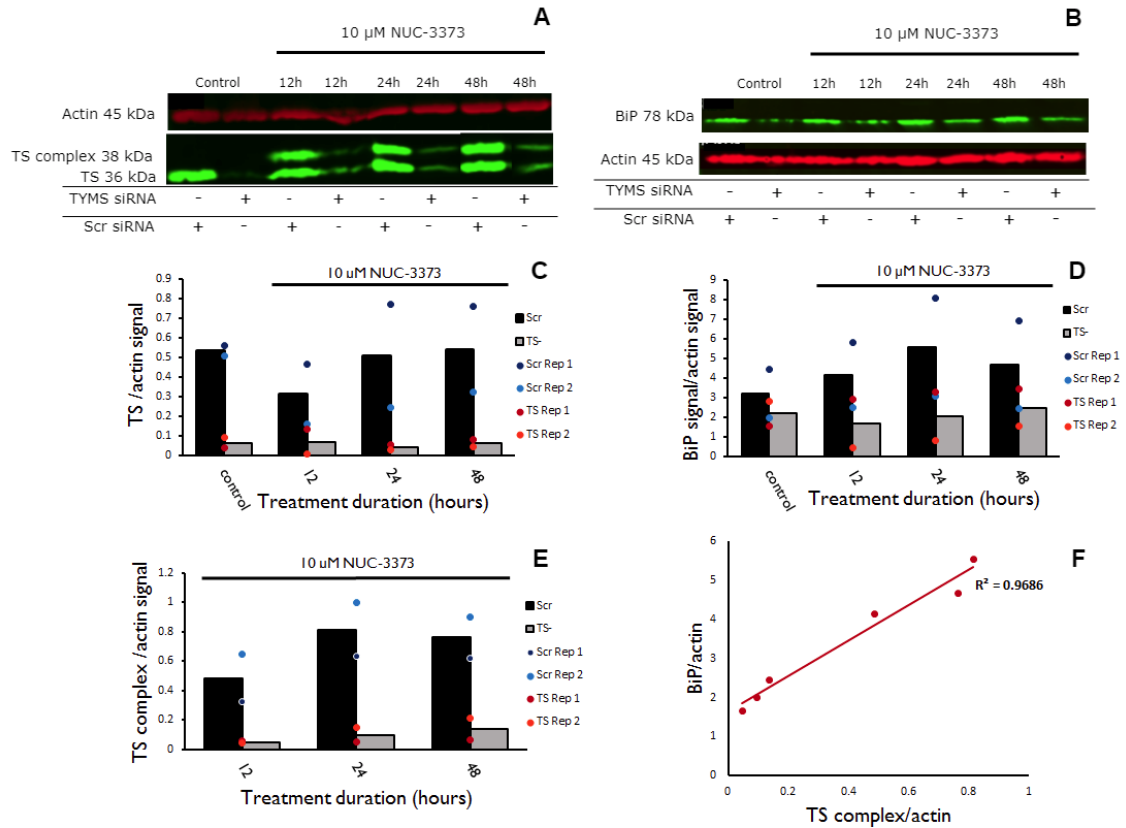 A
10 µM NUC-3373
Control 12h 12h 24h 24h 48h 48h
Actin 45 kDa
TS complex 38 kDa
TS 36 kDa
TYMS siRNA - + - + - + - +
Scr siRNA + - + - + - + -
B
10 µM NUC-3373
Control 12h 12h 24h 24h 48h 48h
BiP 78 kDa
Actin 45 kDa
TYMS siRNA - + - + - + - +
Scr siRNA + - + - + - + -
C
10 uM NUC-3373
TS /actin signal
0.9
0.8
0.7
0.6
0.5
0.4
0.3
0.2
0.1
0
control 12 24 48
Treatment duration (hours)
Scr
TS-
Scr Rep 1
Scr Rep 2
TS Rep 1
TS Rep 2
D
10 uM NUC-3373
BiP signal/actin signal
9
8
7
6
5
4
3
2
1
0
control 12 24 48
Treatment duration (hours)
Scr
TS-
Scr Rep 1
Scr Rep 2
TS Rep 1
TS Rep 2
E
10 uM NUC-3373
TS complex /actin signal
1.2
1
0.8
0.6
0.4
0.2
0
12 24 48
Treatment duration (hours)
Scr
TS-
Scr Rep 1
Scr Rep 2
TS Rep 1
TS Rep 2
F
BiP/actin
6
5
4
3
2
1
0
R² = 0.9686
0 0.2 0.4 0.6 0.8 1
TS complex/actin